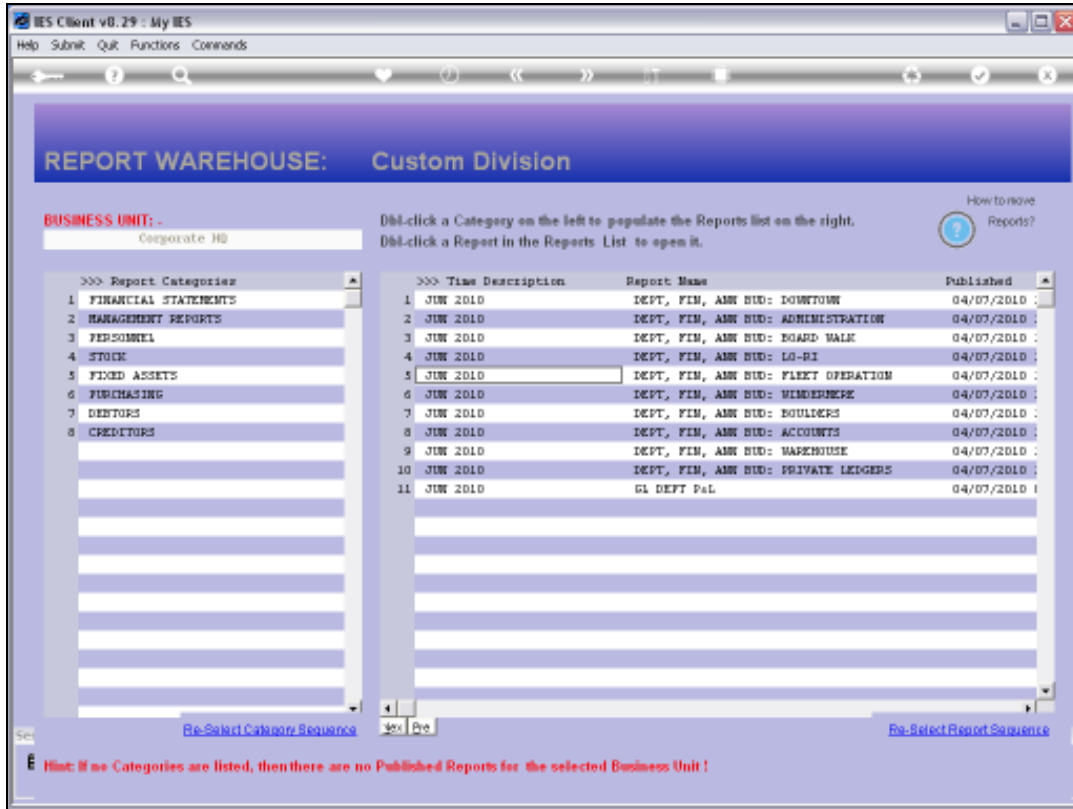 IES Client v8.29 : My IES
Help Submit Quit Functions Commands
REPORT WAREHOUSE: Custom Division
How to move
Reports?
BUSINESS UNIT: -
Corporate HQ
Dbl-click a Category on the left to populate the Reports list on the right.
Dbl-click a Report in the Reports List to open it.
>>> Report Categories
1 FINANCIAL STATEMENTS
2 MANAGEMENT REPORTS
3 PERSONNEL
4 STOCK
5 FIXED ASSETS
6 PURCHASING
7 DEBTORS
8 CREDITORS
>>> Time Description Report Name Published
1 JUN 2010 DEPT, FIN, ANN BUD: DOWNTOWN 04/07/2010
2 JUN 2010 DEPT, FIN, ANN BUD: ADMINISTRATION 04/07/2010
3 JUN 2010 DEPT, FIN, ANN BUD: BOARD WALK 04/07/2010
4 JUN 2010 DEPT, FIN, ANN BUD: LO-RI 04/07/2010
5 JUN 2010 DEPT, FIN, ANN BUD: FLEET OPERATION 04/07/2010
6 JUN 2010 DEPT, FIN, ANN BUD: WINDERMERE 04/07/2010
7 JUN 2010 DEPT, FIN, ANN BUD: BOULDERS 04/07/2010
8 JUN 2010 DEPT, FIN, ANN BUD: ACCOUNTS 04/07/2010
9 JUN 2010 DEPT, FIN, ANN BUD: WAREHOUSE 04/07/2010
10 JUN 2010 DEPT, FIN, ANN BUD: PRIVATE LEDGERS 04/07/2010
11 JUN 2010 GL DEPT P&L 04/07/2010
Re-Select Category Sequence
Nex Pre
Re-Select Report Sequence
Hint: If no Categories are listed, then there are no Published Reports for the selected Business Unit !